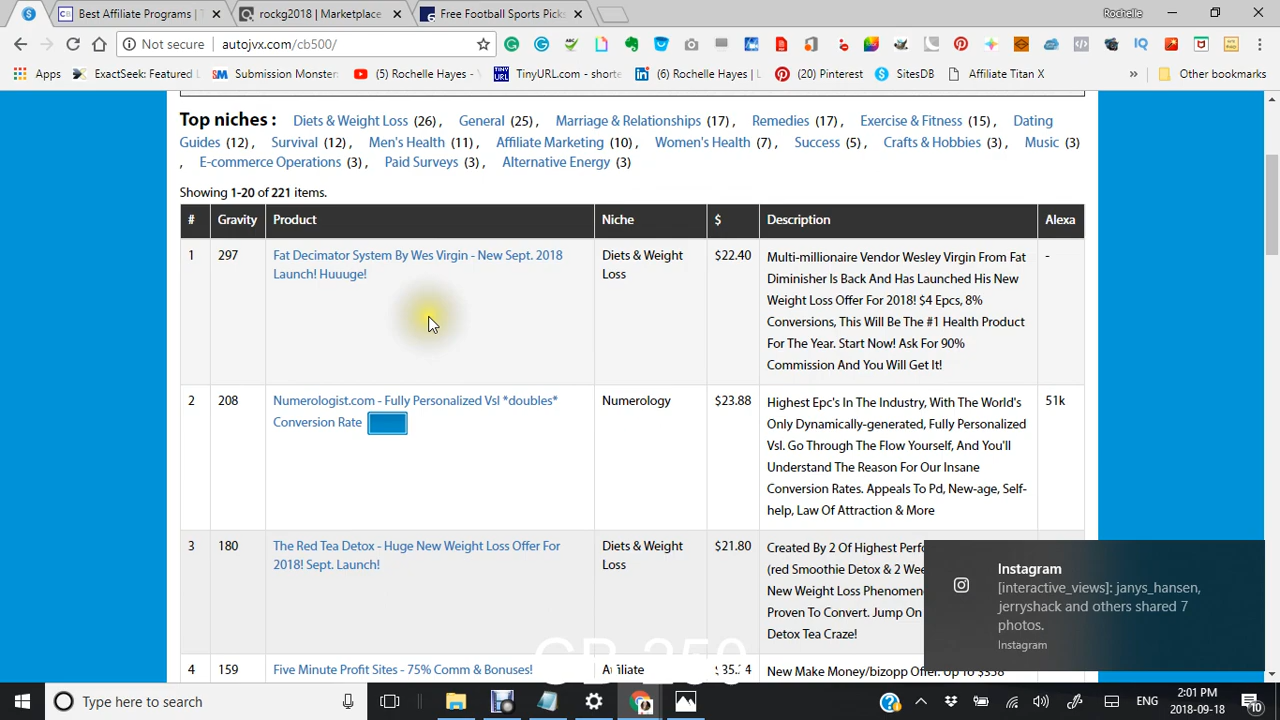 Best Affiliate Programs | T
rockg2018 | Marketplace
Free Football Sports Picks
Rochelle
Not secure | autojvx.com/cb500/
Apps ExactSeek: Featured L Submission Monster: (5) Rochelle Hayes - TinyURL.com - shorte (6) Rochelle Hayes | L (20) Pinterest SitesDB Affiliate Titan X » Other bookmarks
Top niches : Diets & Weight Loss (26) , General (25) , Marriage & Relationships (17) , Remedies (17) , Exercise & Fitness (15) , Dating
Guides (12) , Survival (12) , Men's Health (11) , Affiliate Marketing (10) , Women's Health (7) , Success (5) , Crafts & Hobbies (3) , Music (3)
, E-commerce Operations (3) , Paid Surveys (3) , Alternative Energy (3)
Showing 1-20 of 221 items.
# Gravity Product Niche $ Description Alexa
1 297 Fat Decimator System By Wes Virgin - New Sept. 2018
Launch! Huuuge!
Diets & Weight
Loss
$22.40
Multi-millionaire Vendor Wesley Virgin From Fat
Diminisher Is Back And Has Launched His New
Weight Loss Offer For 2018! $4 Epcs, 8%
Conversions, This Will Be The #1 Health Product
For The Year. Start Now! Ask For 90%
Commission And You Will Get It!
-
2 208 Numerologist.com - Fully Personalized Vsl *doubles*
Conversion Rate
Numerology
$23.88
Highest Epc's In The Industry, With The World's
Only Dynamically-generated, Fully Personalized
Vsl. Go Through The Flow Yourself, And You'll
Understand The Reason For Our Insane
Conversion Rates. Appeals To Pd, New-age, Self-
help, Law Of Attraction & More
51k
3 180 The Red Tea Detox - Huge New Weight Loss Offer For
2018! Sept. Launch!
Diets & Weight
Loss
$21.80
Created By 2 Of Highest Perfo
(red Smoothie Detox & 2 Wee
New Weight Loss Phenomen
Proven To Convert. Jump On
Detox Tea Craze!
4 159 Five Minute Profit Sites - 75% Comm & Bonuses!
Affiliate
New Make Money/bizopp Offer. Up To $358
Instagram
[interactive_views]: janys_hansen,
jerryshack and others shared 7
photos.
Instagram
Type here to search
ENG
2:01 PM
2018-09-18
10